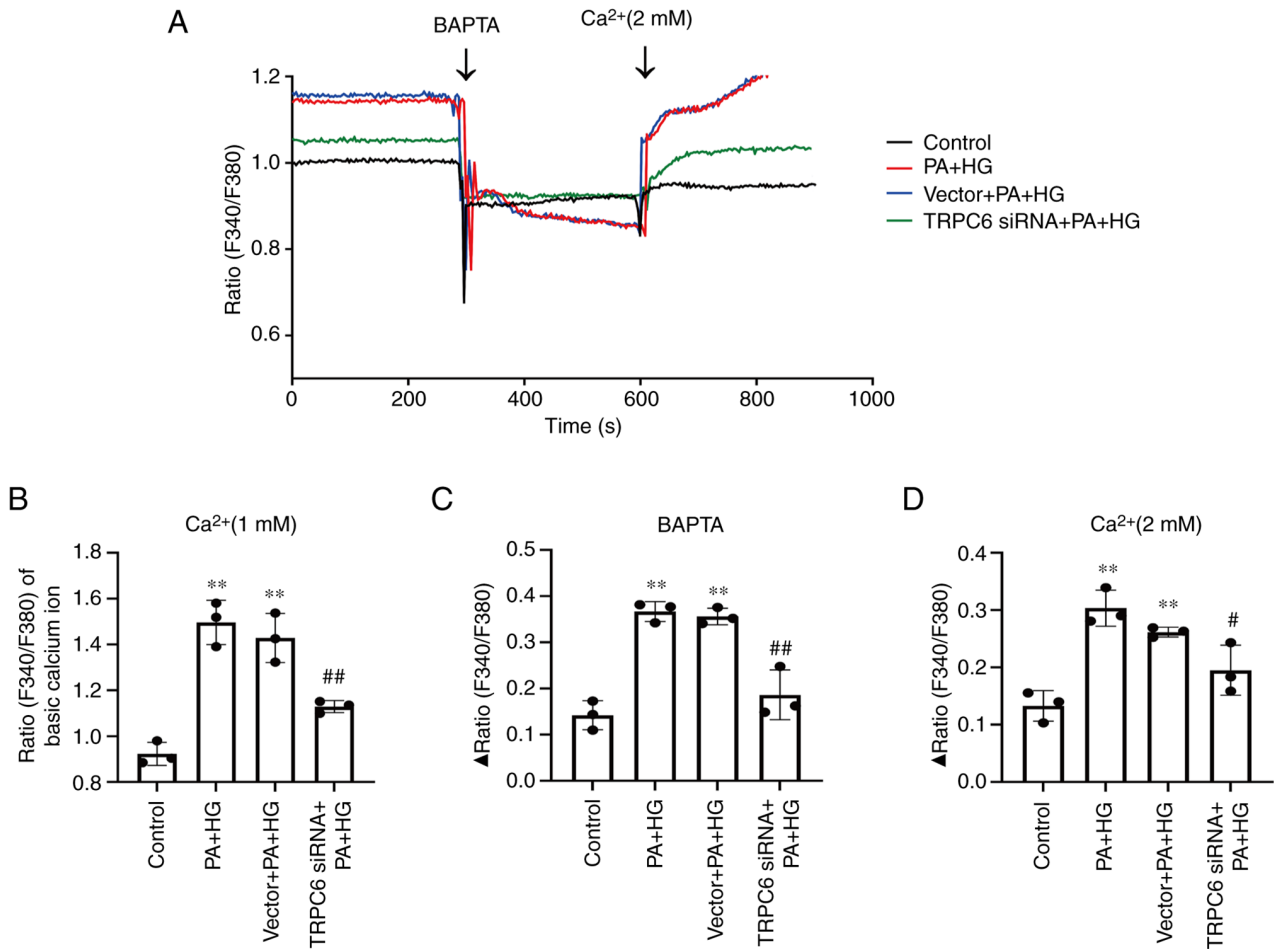 A
BAPTA
Ca²⁺(2 mM)
1.2
1.0
0.8
0.6
Ratio (F340/F380)
0
200
400
600
800
1000
Time (s)
Control
PA+HG
Vector+PA+HG
TRPC6 siRNA+PA+HG
B
Ca²⁺(1 mM)
Ratio (F340/F380) of
basic calcium ion
1.8
1.6
1.4
1.2
1.0
0.8
**
**
##
Control
PA+HG
Vector+PA+HG
TRPC6 siRNA+
PA+HG
C
BAPTA
▲Ratio (F340/F380)
0.5
0.4
0.3
0.2
0.1
0.0
**
**
##
Control
PA+HG
Vector+PA+HG
TRPC6 siRNA+
PA+HG
D
Ca²⁺(2 mM)
▲Ratio (F340/F380)
0.4
0.3
0.2
0.1
0.0
**
**
#
Control
PA+HG
Vector+PA+HG
TRPC6 siRNA+
PA+HG